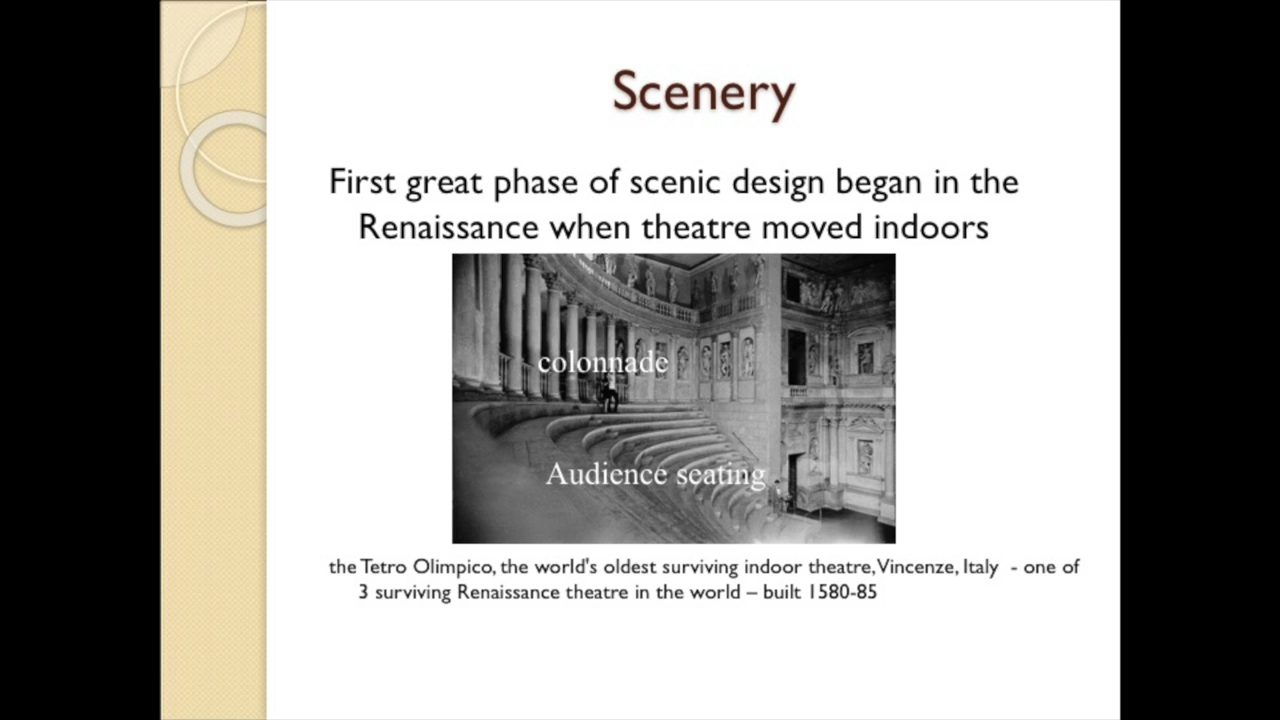 Scenery
First great phase of scenic design began in the
Renaissance when theatre moved indoors
colonnade
Audience seating
the Tetro Olimpico, the world's oldest surviving indoor theatre, Vincenze, Italy - one of
3 surviving Renaissance theatre in the world – built 1580-85